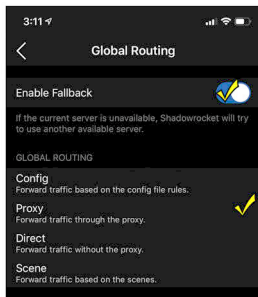 3:11
Global Routing
Enable Fallback
If the current server is unavailable, Shadowrocket will try
to use another available server.
GLOBAL ROUTING
Config
Forward traffic based on the config file rules.
Proxy
Forward traffic through the proxy.
Direct
Forward traffic without the proxy.
Scene
Forward traffic based on the scenes.